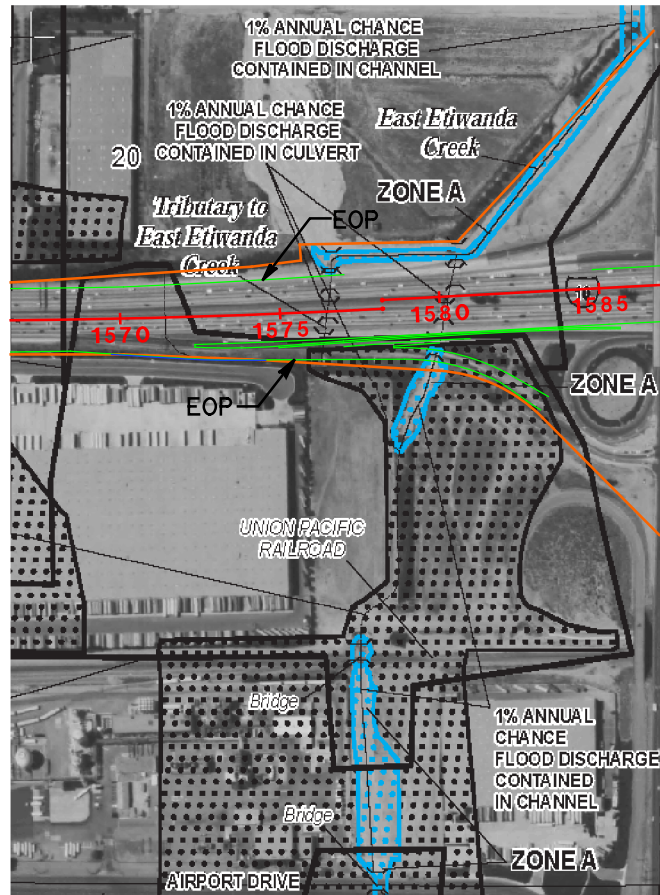 1% ANNUAL CHANCE
FLOOD DISCHARGE
CONTAINED IN CHANNEL
1% ANNUAL CHANCE
FLOOD DISCHARGE
CONTAINED IN CULVERT
East Etiwanda
Creek
20
ZONE A
Tributary to
East Etiwanda
Creek
EOP
10
1570
1575
1580
1585
EOP
ZONE A
UNION PACIFIC
RAILROAD
Bridge
1% ANNUAL
CHANCE
FLOOD DISCHARGE
CONTAINED
IN CHANNEL
Bridge
ZONE A
AIRPORT DRIVE